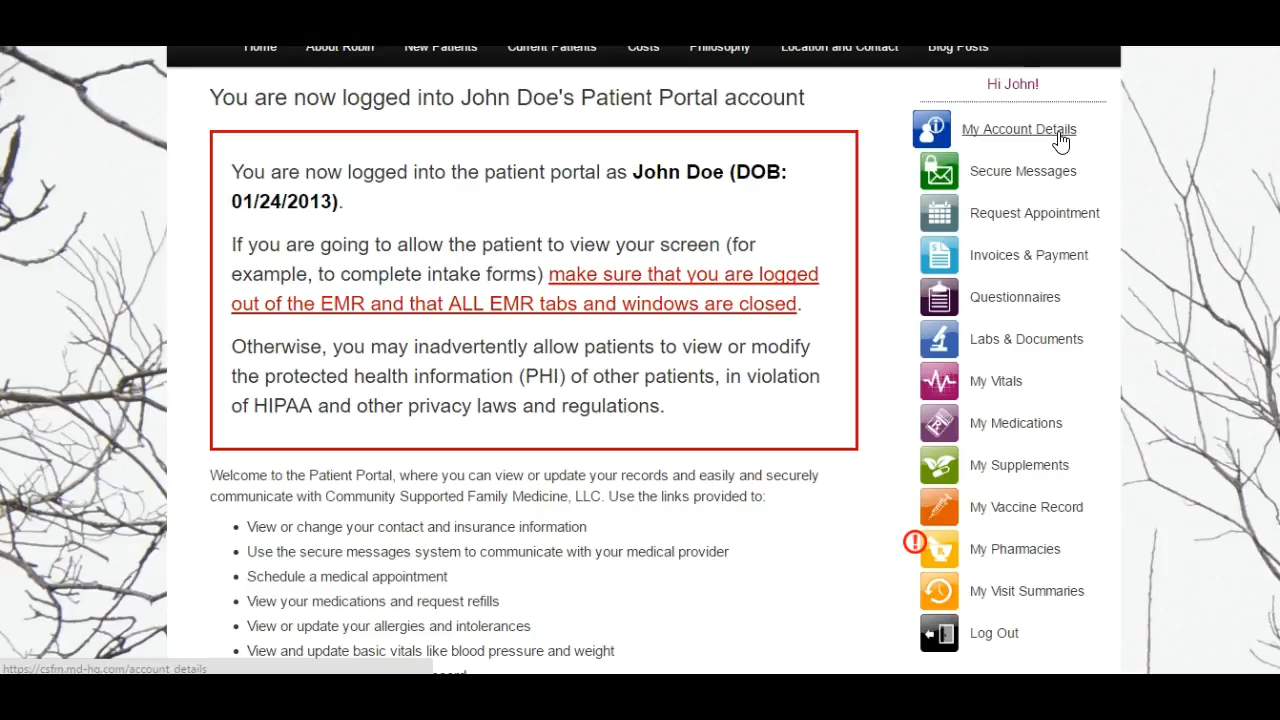 Home About Robin New Patients Current Patients Costs Philosophy Location and Contact Blog Posts
You are now logged into John Doe's Patient Portal account
You are now logged into the patient portal as John Doe (DOB:
01/24/2013).
If you are going to allow the patient to view your screen (for
example, to complete intake forms) make sure that you are logged
out of the EMR and that ALL EMR tabs and windows are closed.
Otherwise, you may inadvertently allow patients to view or modify
the protected health information (PHI) of other patients, in violation
of HIPAA and other privacy laws and regulations.
Welcome to the Patient Portal, where you can view or update your records and easily and securely
communicate with Community Supported Family Medicine, LLC. Use the links provided to:
• View or change your contact and insurance information
• Use the secure messages system to communicate with your medical provider
• Schedule a medical appointment
• View your medications and request refills
• View or update your allergies and intolerances
• View and update basic vitals like blood pressure and weight
Hi John!
My Account Details
Secure Messages
Request Appointment
Invoices & Payment
Questionnaires
Labs & Documents
My Vitals
My Medications
My Supplements
My Vaccine Record
My Pharmacies
My Visit Summaries
Log Out
https://csfm.md-hq.com/account_details